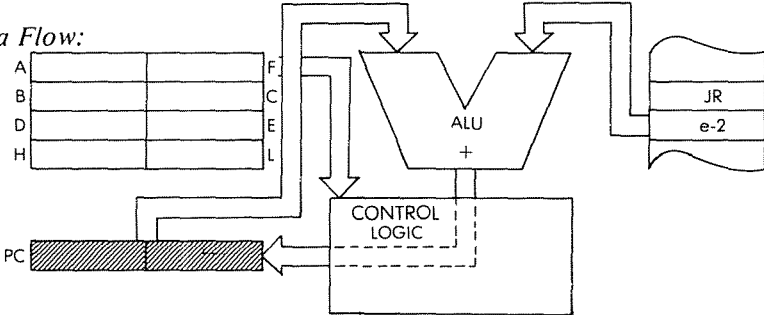 a Flow:
A F
B C
D E
H L
PC
ALU
+
CONTROL
LOGIC
JR
e-2